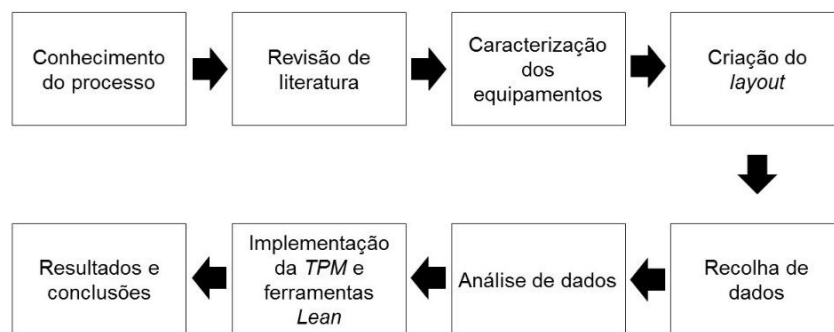 Conhecimento
do processo
Revisão de
literatura
Caracterização
dos
equipamentos
Criação do
layout
Recolha de
dados
Análise de dados
Implementação
da TPM e
ferramentas
Lean
Resultados e
conclusões